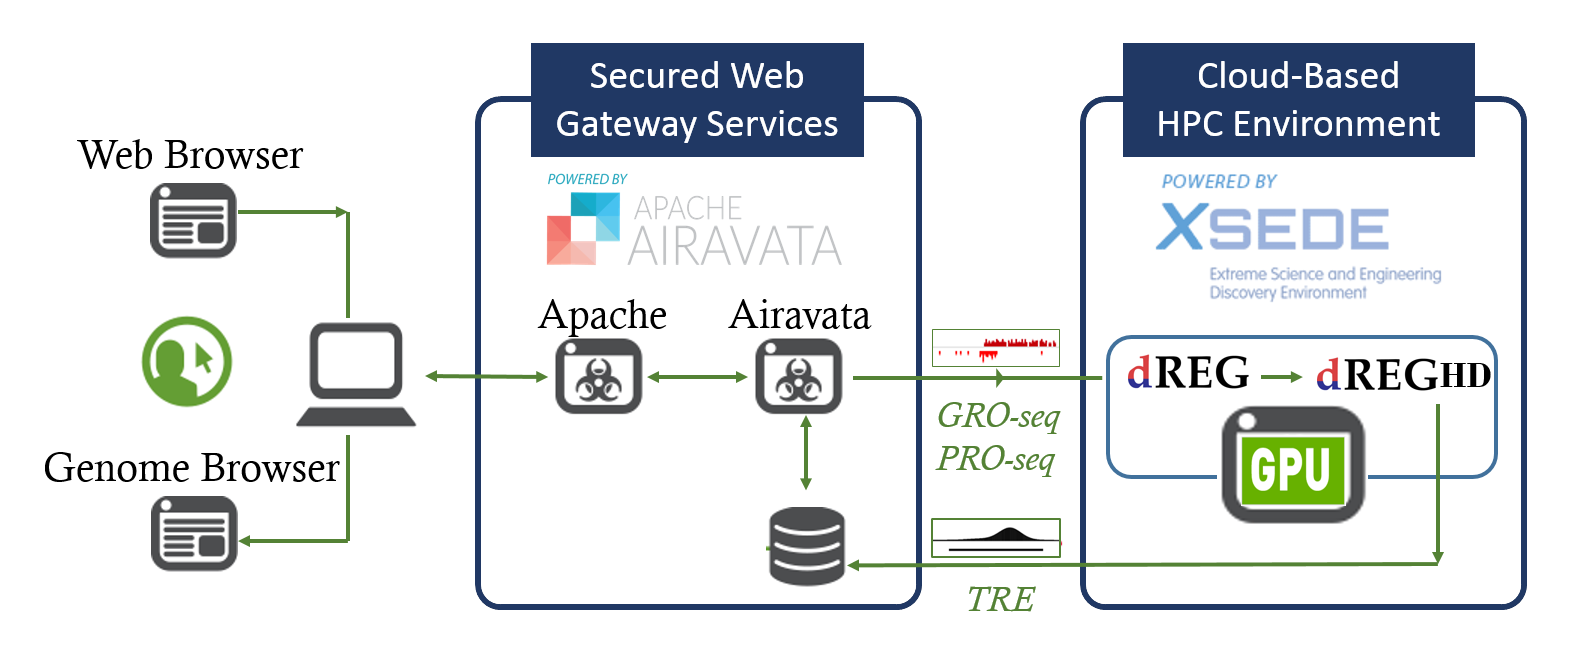 Web Browser
Genome Browser
Secured Web
Gateway Services
POWERED BY
APACHE
AIRAVATA
Apache
Airavata
GRO-seq
PRO-seq
TRE
Cloud-Based
HPC Environment
POWERED BY
XSEDE
Extreme Science and Engineering
Discovery Environment
dREG
dREGHD
GPU